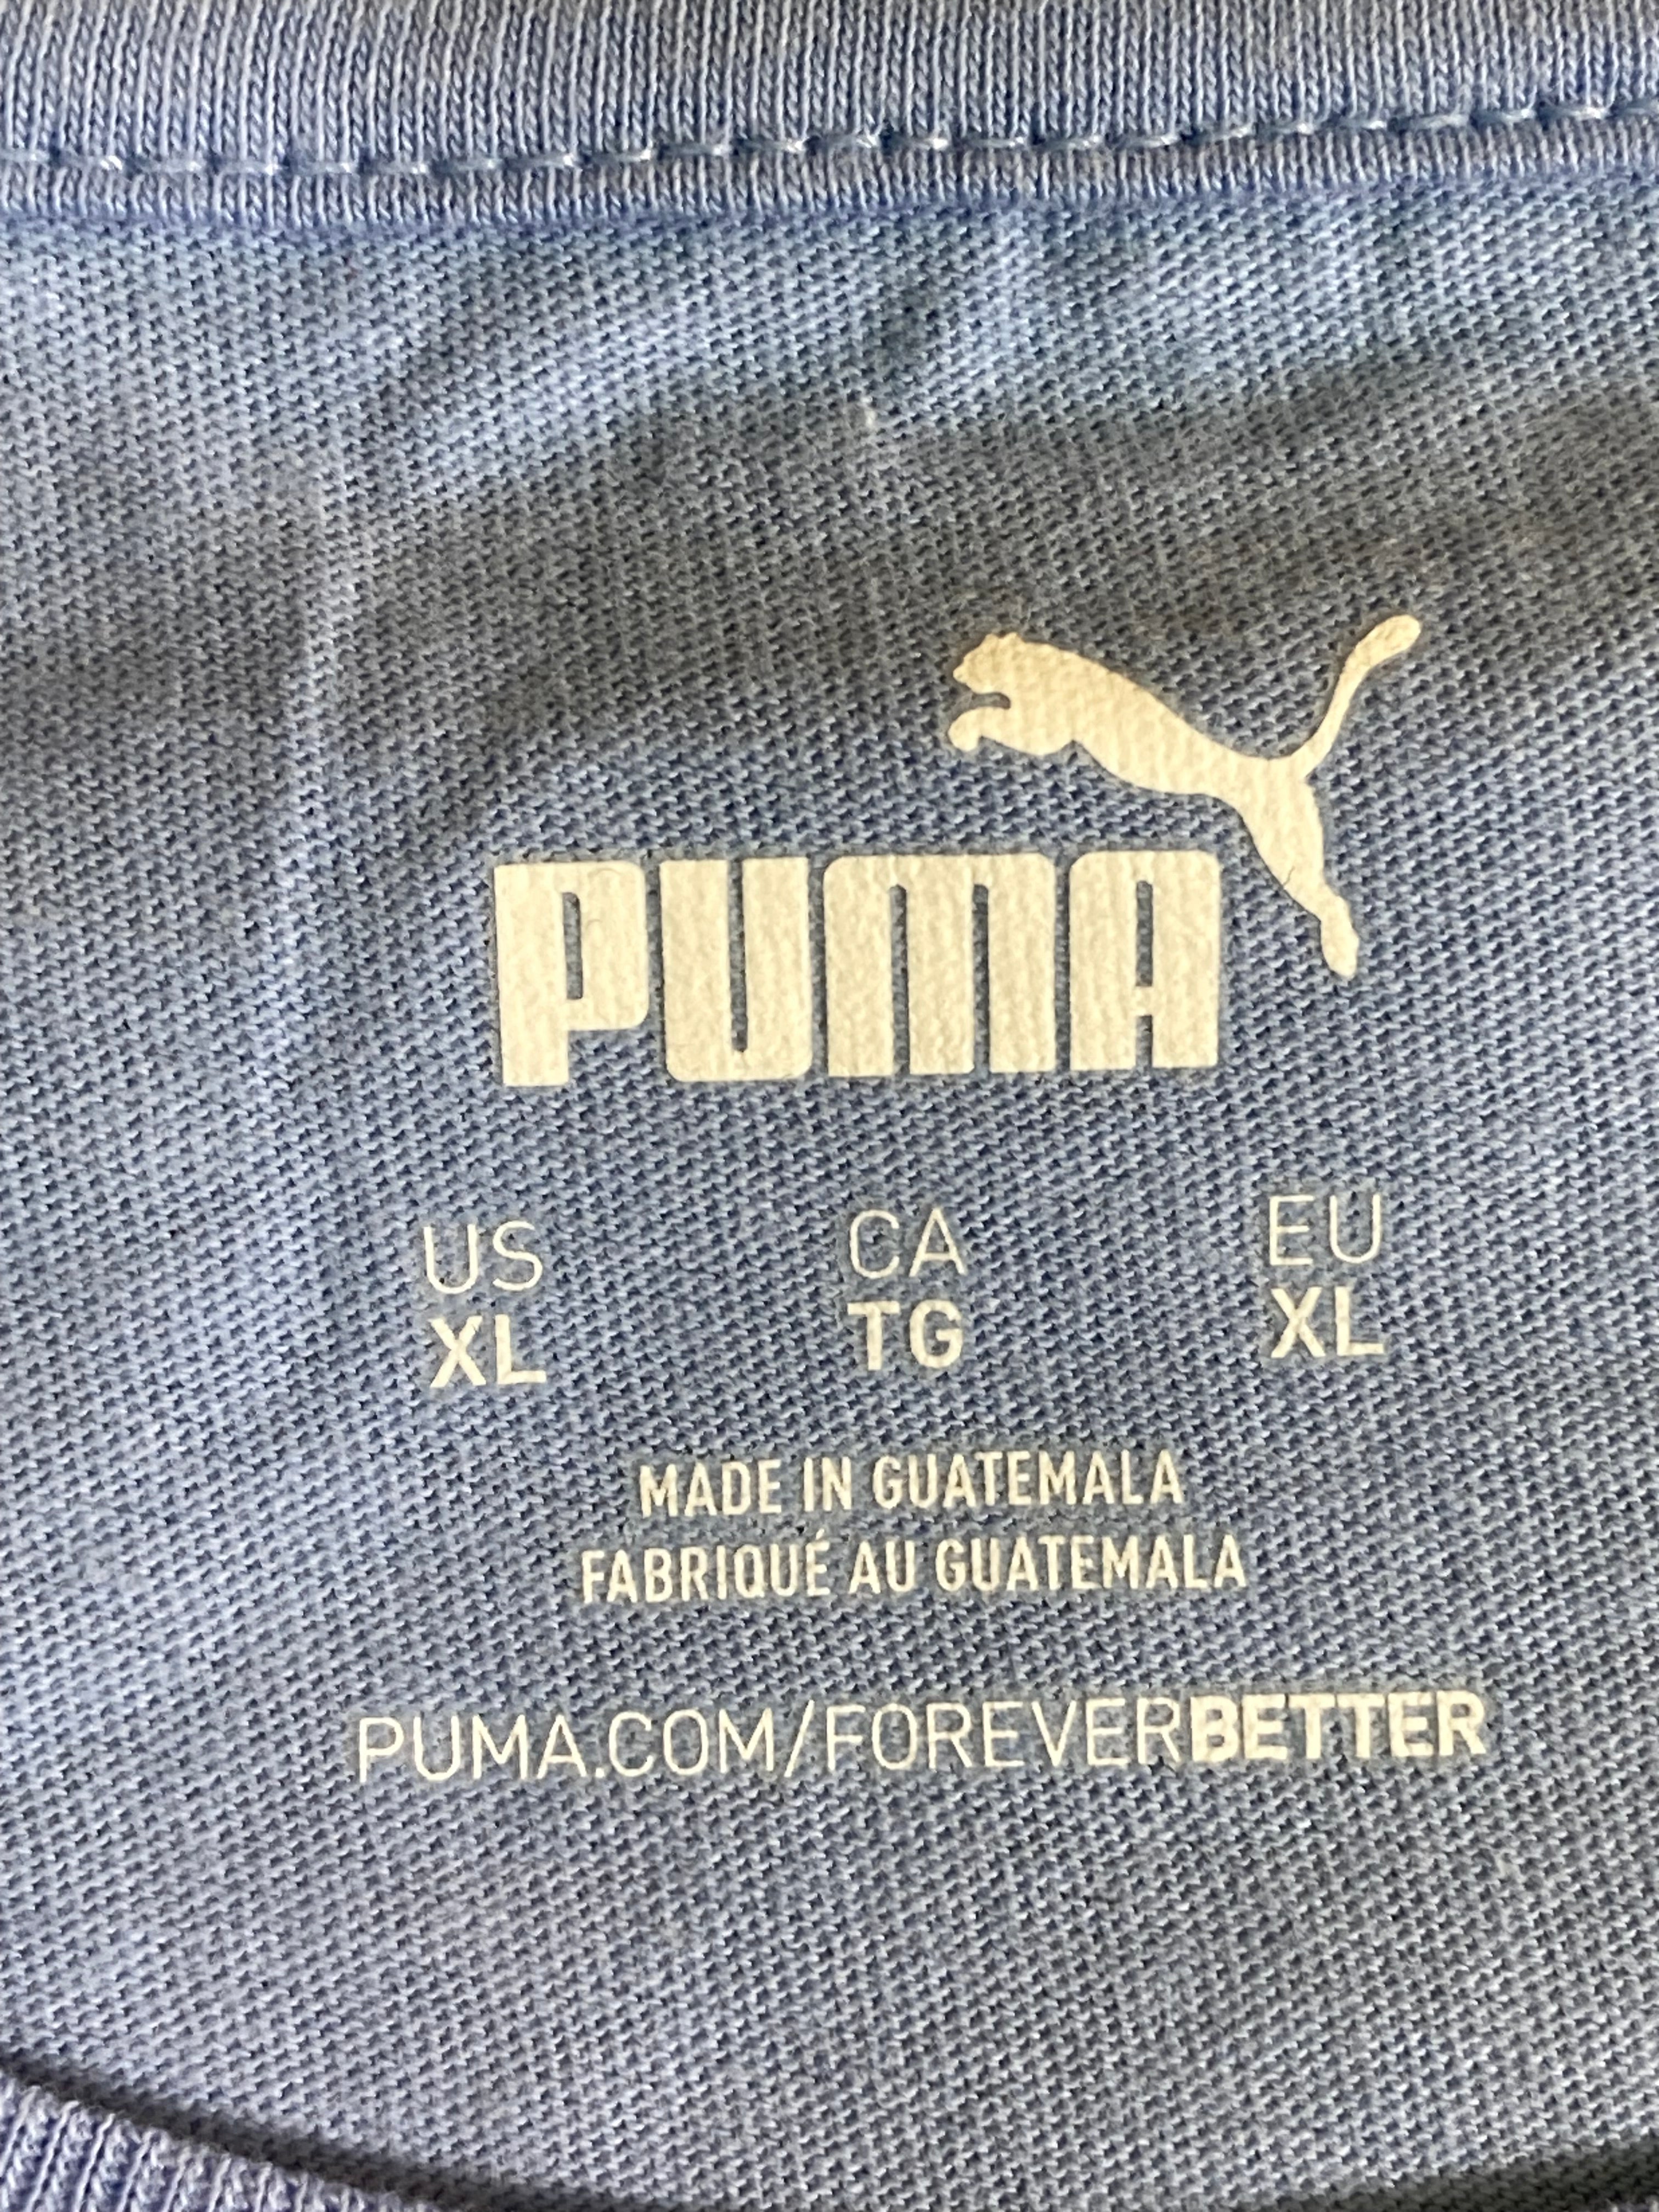 PUMA
US CA EU
XL TG XL
MADE IN GUATEMALA
FABRIQUÉ AU GUATEMALA
PUMA.COM/FOREVERBETTER